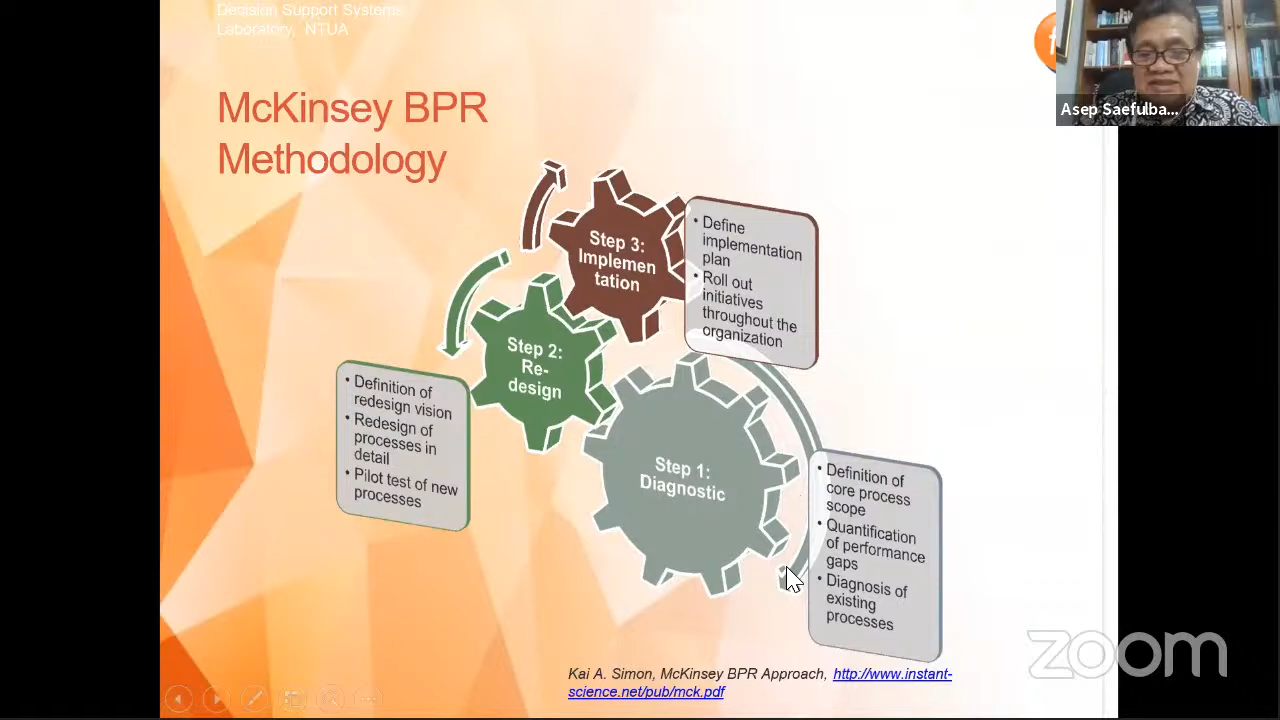 Decision Support Systems
Laboratory, NTUA
McKinsey BPR
Methodology
Asep Saefulba...
Step 3:
Implemen
tation
• Define
implementation
plan
• Roll out
initiatives
throughout the
organization
Step 2:
Re-
design
• Definition of
redesign vision
• Redesign of
processes in
detail
• Pilot test of new
processes
Step 1:
Diagnostic
• Definition of
core process
scope
• Quantification
of performance
gaps
• Diagnosis of
existing
processes
zoom
Kai A. Simon, McKinsey BPR Approach, http://www.instant-
science.net/pub/mck.pdf